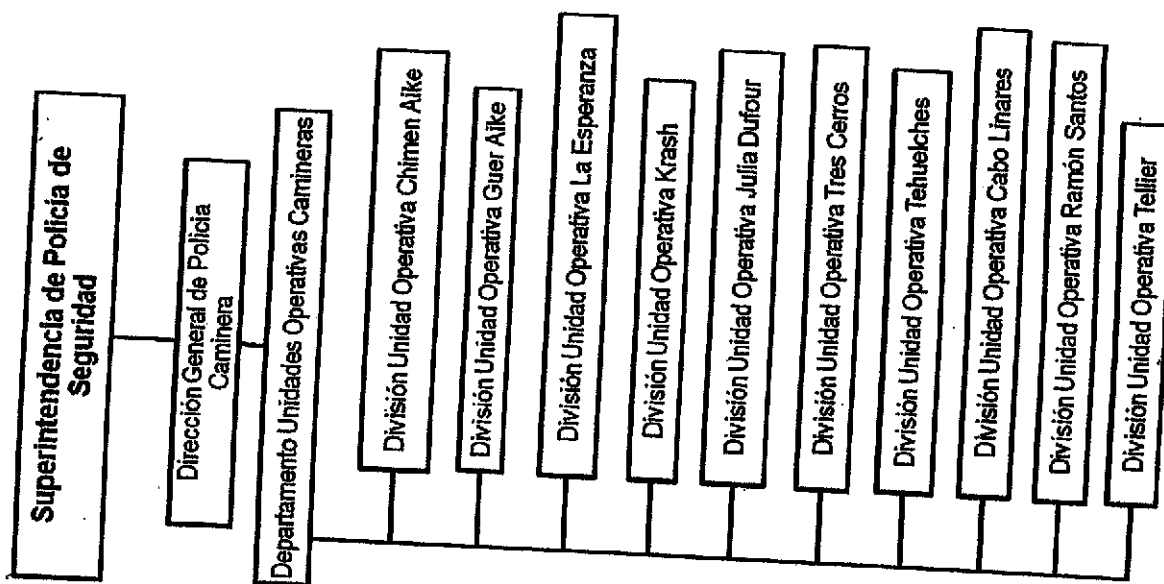 Superintendencia de Policía de
Seguridad
Dirección General de Policia
Caminera
Departamento Unidades Operativas Camineras
División Unidad Operativa Chimen Aike
División Unidad Operativa Guer Aike
División Unidad Operativa La Esperanza
División Unidad Operativa Krash
División Unidad Operativa Julia Dufour
División Unidad Operativa Tres Cerros
División Unidad Operativa Tehuelches
División Unidad Operativa Cabo Linares
División Unidad Operativa Ramón Santos
División Unidad Operativa Tellier